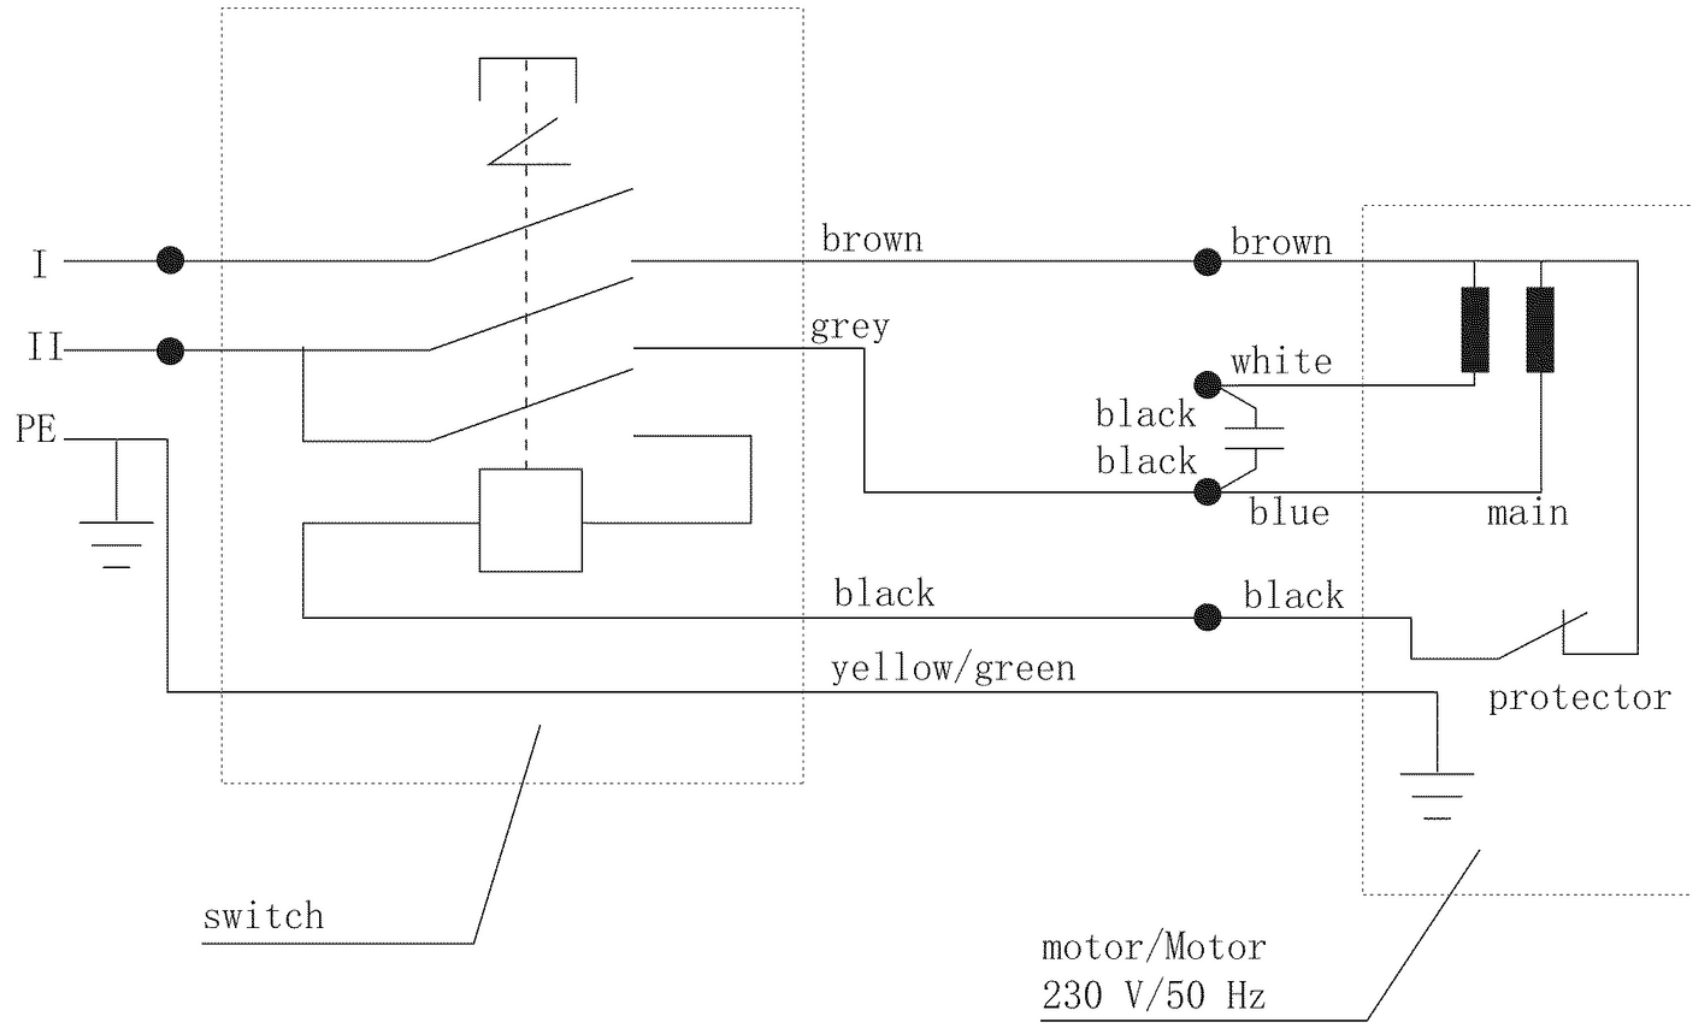 brown
brown
I
grey
II
white
black
PE
black
blue
main
black
black
yellow/green
protector
switch
motor/Motor
230 V/50 Hz